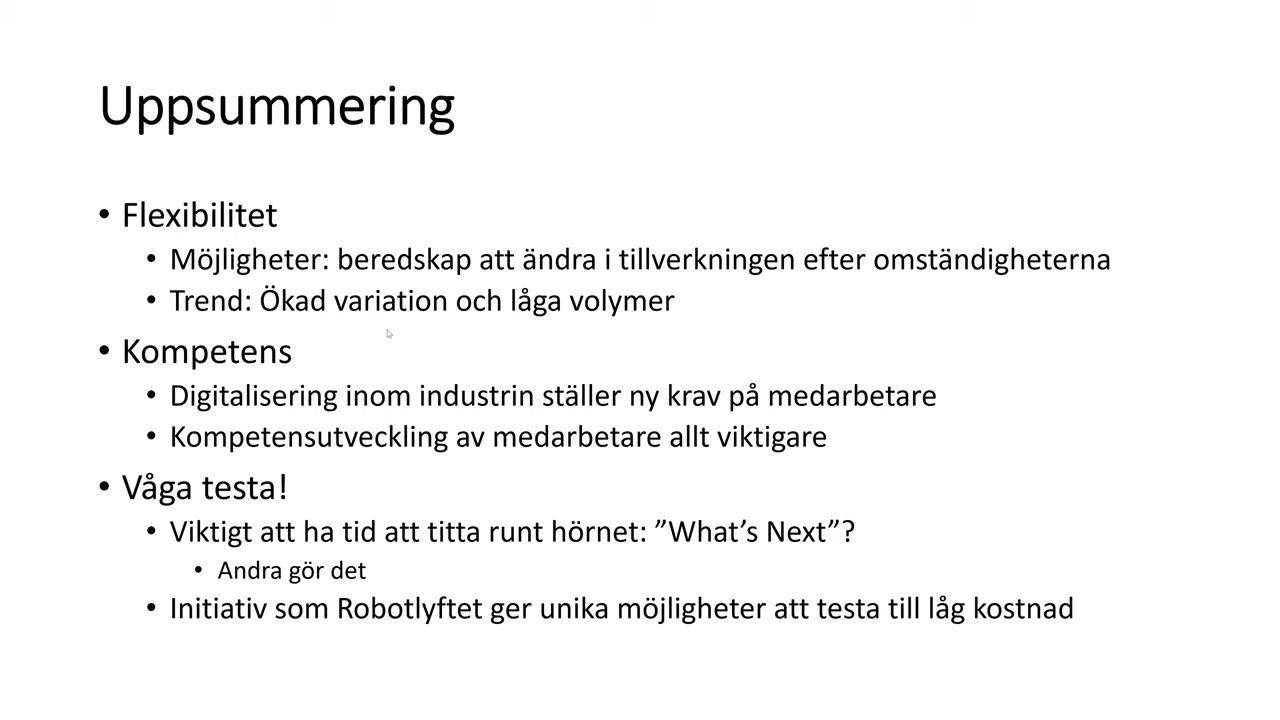 Uppsummering
• Flexibilitet
• Möjligheter: beredskap att ändra i tillverkningen efter omständigheterna
• Trend: Ökad variation och låga volymer
• Kompetens
• Digitalisering inom industrin ställer ny krav på medarbetare
• Kompetensutveckling av medarbetare allt viktigare
• Våga testa!
• Viktigt att ha tid att titta runt hörnet: ”What’s Next”?
• Andra gör det
• Initiativ som Robotlyftet ger unika möjligheter att testa till låg kostnad